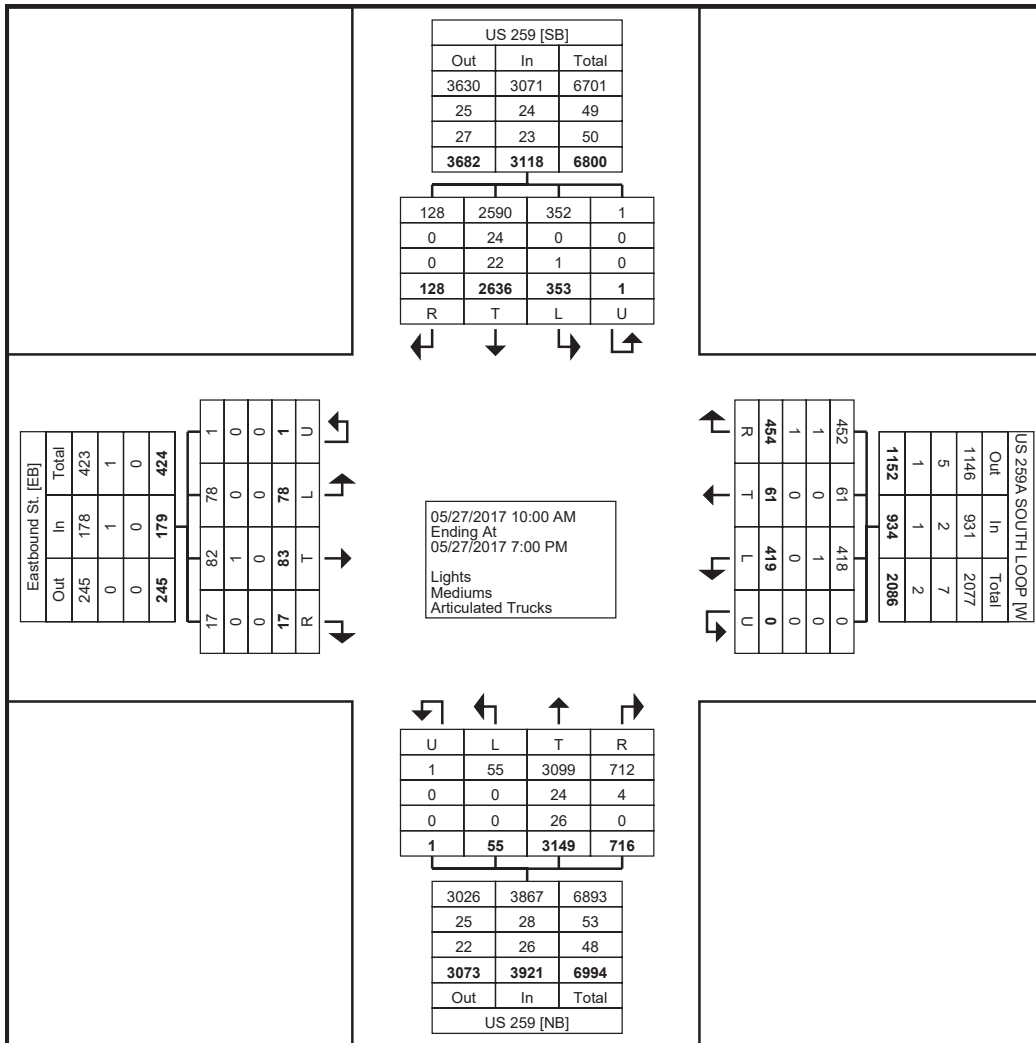 US 259 [SB]
Out In Total
3630 3071 6701
25 24 49
27 23 50
3682 3118 6800
128 2590 352 1
0 24 0 0
0 22 1 0
128 2636 353 1
R T L U
Eastbound St. [EB]
Total 423 1 0 424
In 178 1 0 179
Out 245 0 0 245
1 0 0 1 U
78 0 0 78 L
82 1 0 83 T
17 0 0 17 R
05/27/2017 10:00 AM
Ending At
05/27/2017 7:00 PM
Lights
Mediums
Articulated Trucks
R 454 1 1 452
T 61 0 0 61
L 419 0 1 418
U 0 0 0 0
US 259A SOUTH LOOP [W
Out 1146 5 1 1152
In 931 2 1 934
Total 2077 7 2 2086
U L T R
1 55 3099 712
0 0 24 4
0 0 26 0
1 55 3149 716
3026 3867 6893
25 28 53
22 26 48
3073 3921 6994
Out In Total
US 259 [NB]